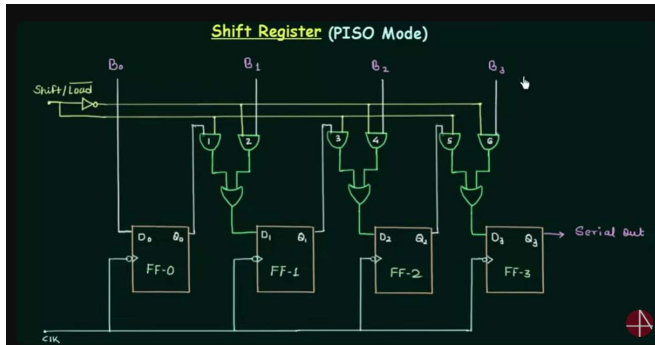 Shift Register (PISO Mode)
B₀ B₁ B₂ B₃
Shift/L̅o̅a̅d̅
1 2 3 4 5 6
D₀ Q₀ D₁ Q₁ D₂ Q₂ D₃ Q₃ Serial Out
FF-0 FF-1 FF-2 FF-3
CLK